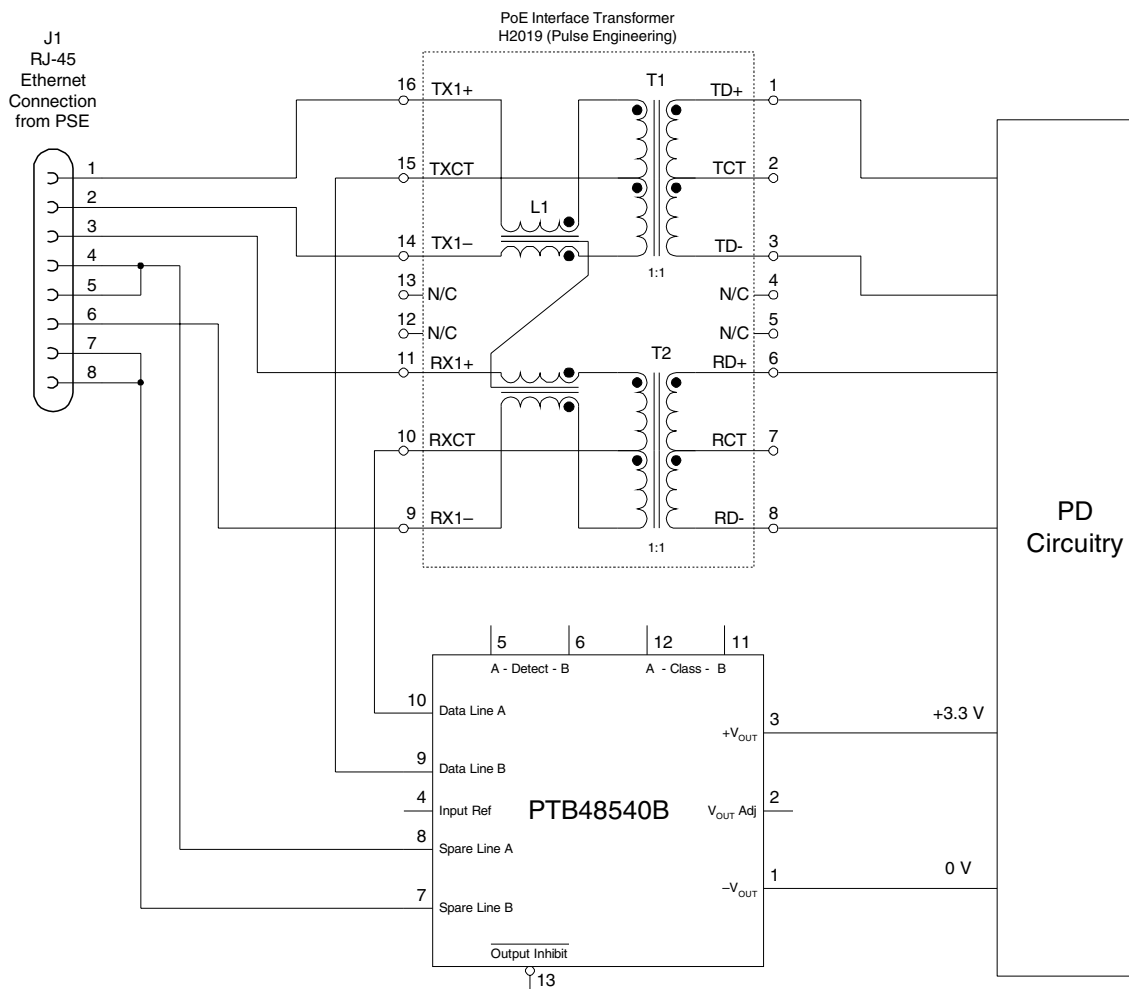 PoE Interface Transformer
H2019 (Pulse Engineering)
J1
RJ-45
Ethernet
Connection
from PSE
1
2
3
4
5
6
7
8
16 TX1+
15 TXCT
14 TX1–
13 N/C
12 N/C
11 RX1+
10 RXCT
9 RX1–
L1
T1
1:1
T2
1:1
TD+ 1
TCT 2
TD- 3
N/C 4
N/C 5
RD+ 6
RCT 7
RD- 8
PD
Circuitry
5 6 12 11
A - Detect - B A - Class - B
10 Data Line A
9 Data Line B
4 Input Ref
8 Spare Line A
7 Spare Line B
PTB48540B
+VOUT 3 +3.3 V
VOUT Adj 2
–VOUT 1 0 V
Output Inhibit
13